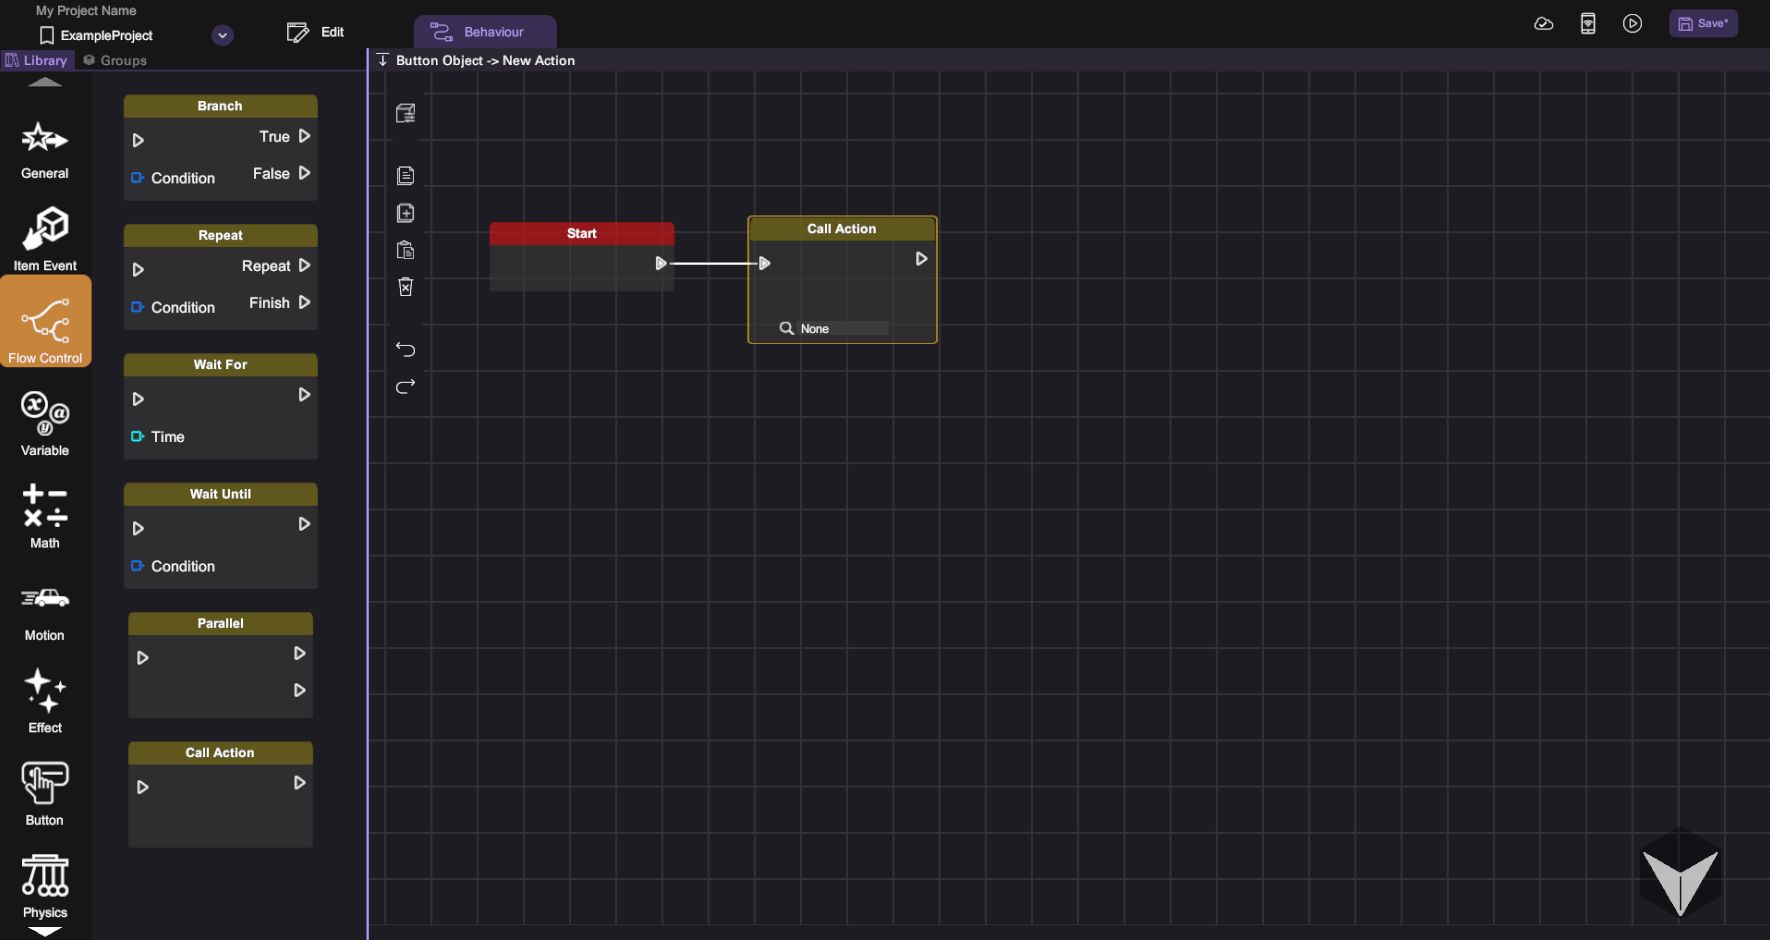 My Project Name
ExampleProject
Edit
Behaviour
Save*
Library
Groups
Button Object -> New Action
General
Item Event
Flow Control
Variable
Math
Motion
Effect
Button
Physics
Branch
True
Condition
False
Repeat
Repeat
Condition
Finish
Wait For
Time
Wait Until
Condition
Parallel
Call Action
Start
Call Action
None